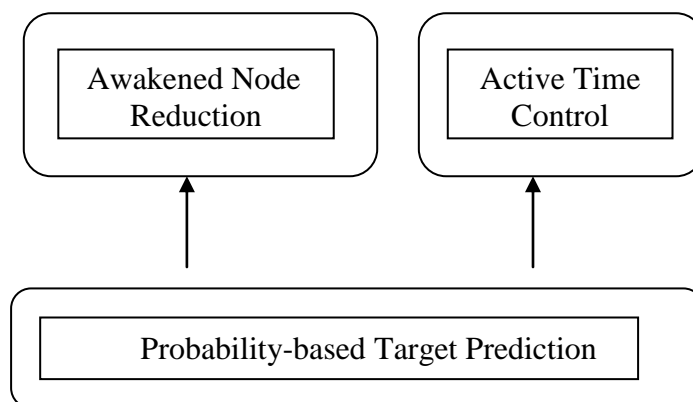 Awakened Node
Reduction
Active Time
Control
Probability-based Target Prediction